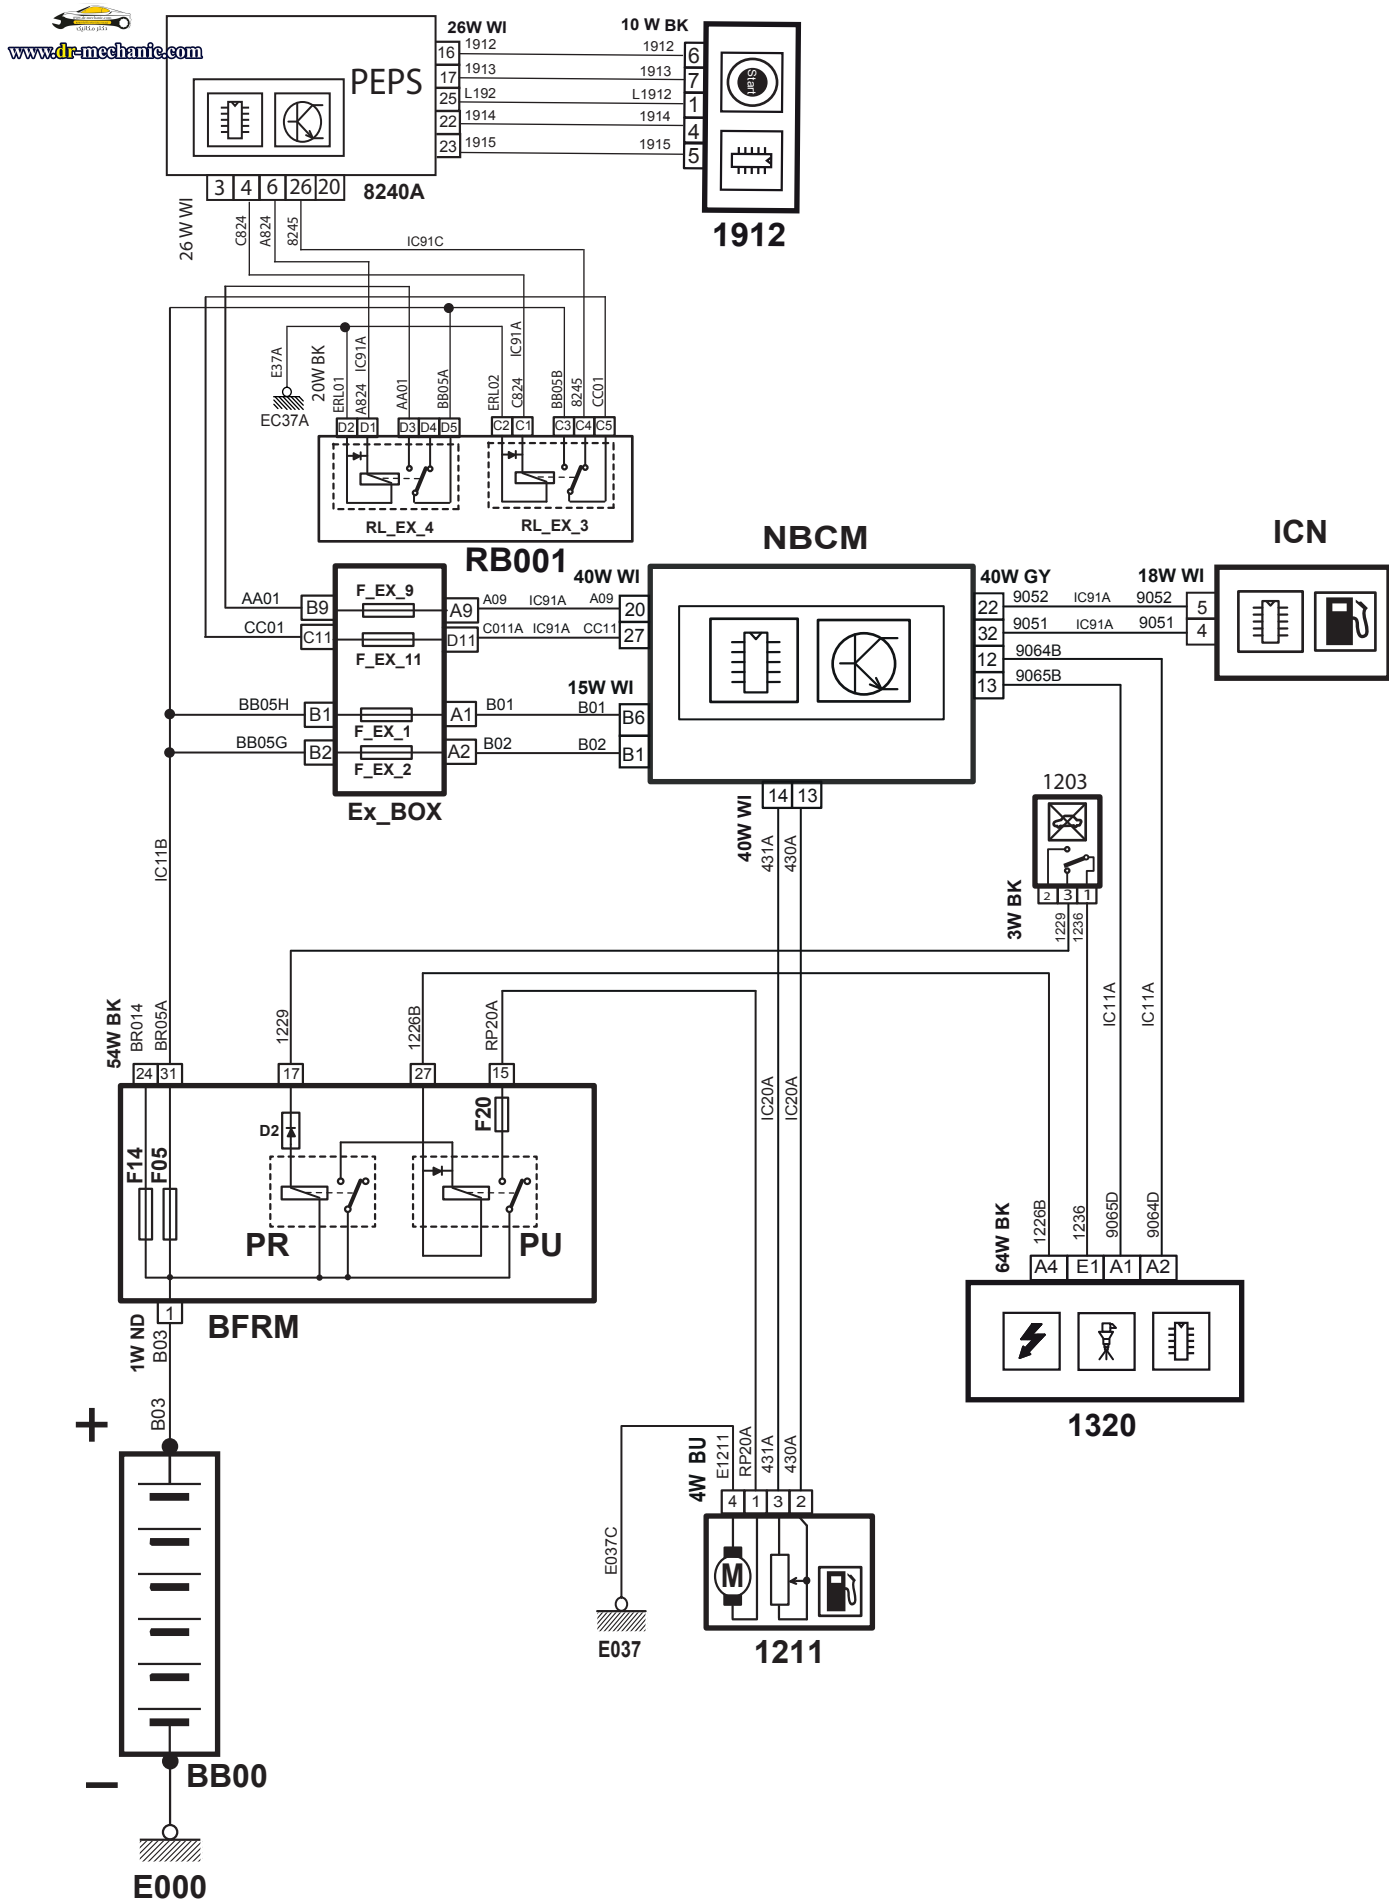 www.dr-mechanic.com
دکتر مکانیک
PEPS
8240A
26W WI
16 1912
17 1913
25 L192
22 1914
23 1915
10 W BK
1912 6
1913 7
L1912 1
1914 4
1915 5
Start
1912
3 4 6 26 20
26 W WI
C824
A824
8245
IC91C
E37A
EC37A
20W BK
ERL01
A824
IC91A
AA01
BB05A
ERL02
C824
IC91A
BB05B
8245
CC01
D2 D1 D3 D4 D5 C2 C1 C3 C4 C5
RL_EX_4
RL_EX_3
RB001
AA01 B9 F_EX_9 A9 A09 IC91A A09 20
CC01 C11 F_EX_11 D11 C011A IC91A CC11 27
40W WI
15W WI
BB05H B1 F_EX_1 A1 B01 B01 B6
BB05G B2 F_EX_2 A2 B02 B02 B1
Ex_BOX
NBCM
40W GY
22 9052 IC91A 9052 5
32 9051 IC91A 9051 4
12 9064B
13 9065B
18W WI
ICN
14 13
40W WI
431A
430A
1203
2 3 1
3W BK
1229
1236
IC11B
54W BK
BR014
BR05A
1229
1226B
RP20A
IC20A
IC20A
IC11A
IC11A
24 31 17 27 15
F14
F05
D2
F20
PR
PU
1
BFRM
1W ND
B03
B03
+
−
BB00
E000
64W BK
1226B
1236
9065D
9064D
A4 E1 A1 A2
1320
4W BU
E1211
RP20A
431A
430A
4 1 3 2
M
1211
E037C
E037